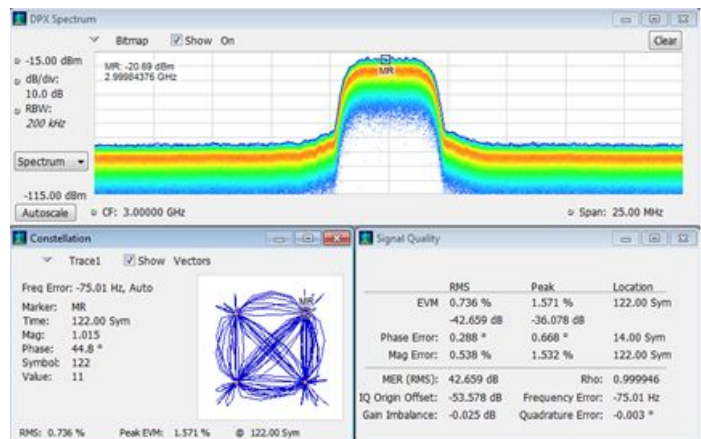 DPX Spectrum
Bitmap Show On Clear
-15.00 dBm
MR: -20.69 dBm
2.99984376 GHz
MR
dB/div:
10.0 dB
RBW:
200 kHz
Spectrum
-115.00 dBm
Autoscale CF: 3.00000 GHz Span: 25.00 MHz
Constellation
Trace1 Show Vectors
Freq Error: -75.01 Hz, Auto
Marker: MR
Time: 122.00 Sym
Mag: 1.015
Phase: 44.8 °
Symbol: 122
Value: 11
MR
RMS: 0.736 % Peak EVM: 1.571 % @ 122.00 Sym
Signal Quality
RMS Peak Location
EVM 0.736 % 1.571 % 122.00 Sym
-42.659 dB -36.078 dB
Phase Error: 0.288 ° 0.668 ° 14.00 Sym
Mag Error: 0.538 % 1.532 % 122.00 Sym
MER (RMS): 42.659 dB Rho: 0.999946
IQ Origin Offset: -53.578 dB Frequency Error: -75.01 Hz
Gain Imbalance: -0.025 dB Quadrature Error: -0.003 °